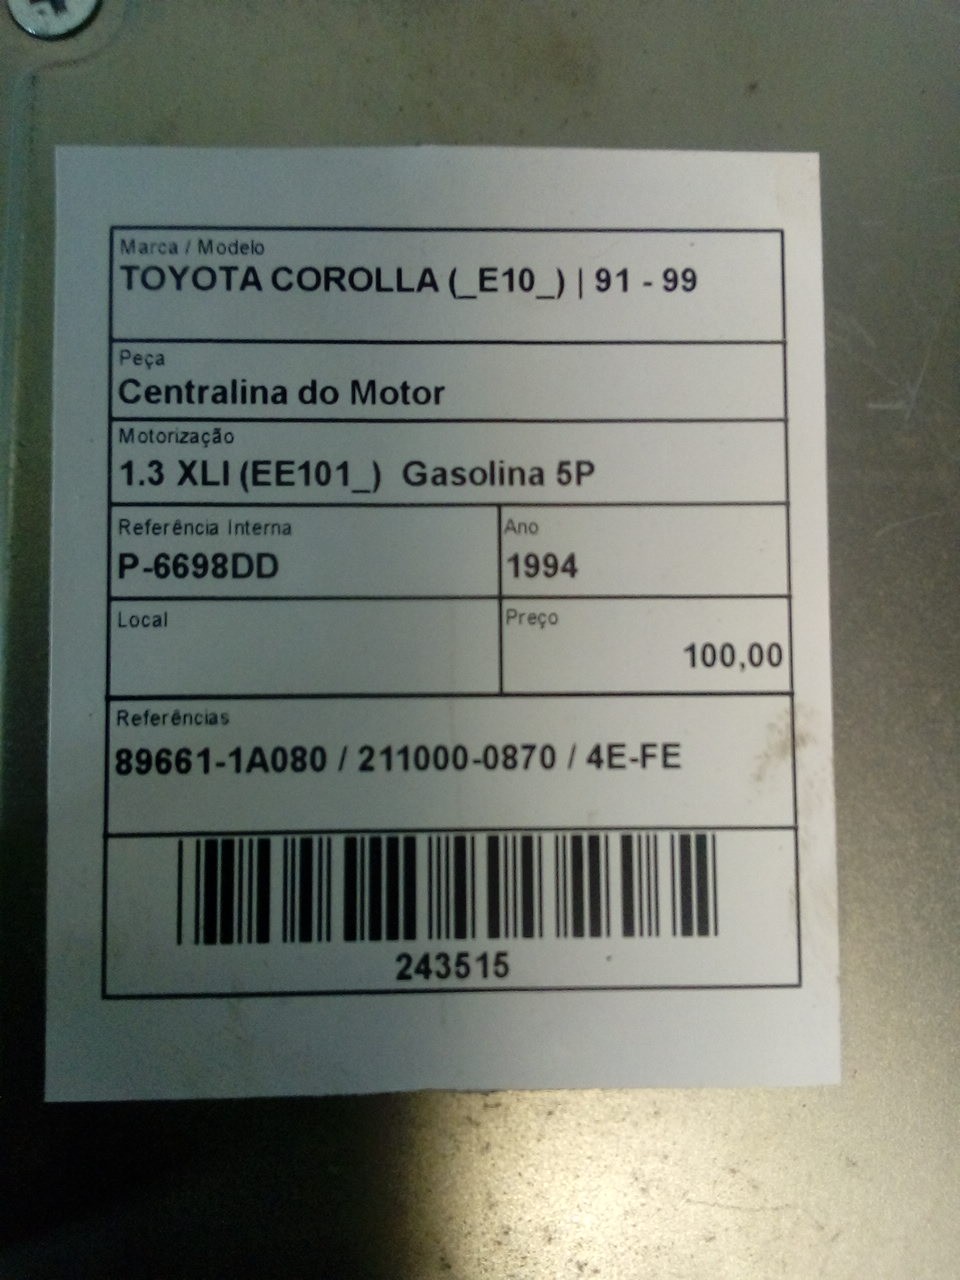 Marca / Modelo
TOYOTA COROLLA (_E10_) | 91 - 99
Peça
Centralina do Motor
Motorização
1.3 XLI (EE101_) Gasolina 5P
Referência Interna
P-6698DD
Ano
1994
Local
Preço
100,00
Referências
89661-1A080 / 211000-0870 / 4E-FE
243515